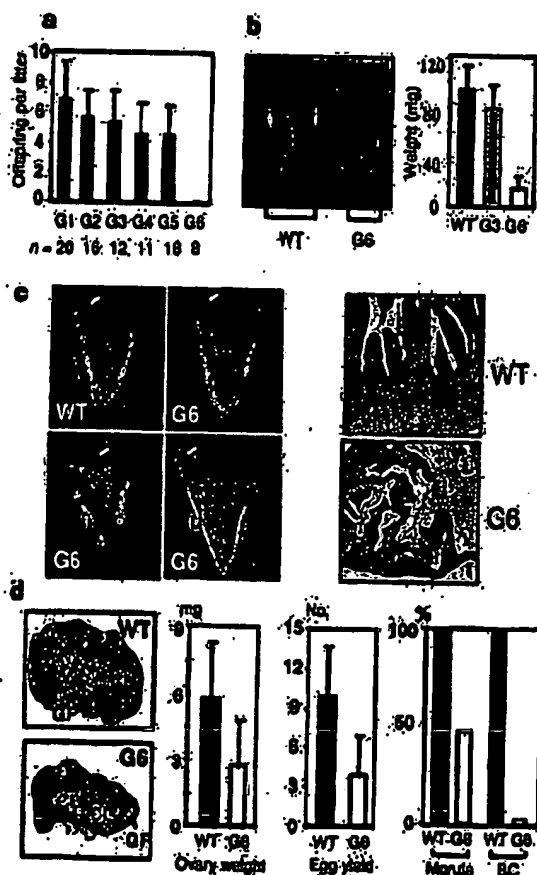 a
Offspring per litter
10
8
6
4
2
0
G1 G2 G3 G4 G5 G6
n = 20 16 12 11 18 8
b
WT G6
Weight (mg)
120
80
40
0
WT G3 G6
c
WT G6
G6 G6
WT
G6
d
WT
G6
mg
9
6
3
0
WT G6
Ovary weight
No.
15
12
9
6
3
0
WT G6
Egg yield
%
100
50
0
WT G6 WT G6
Morula BC